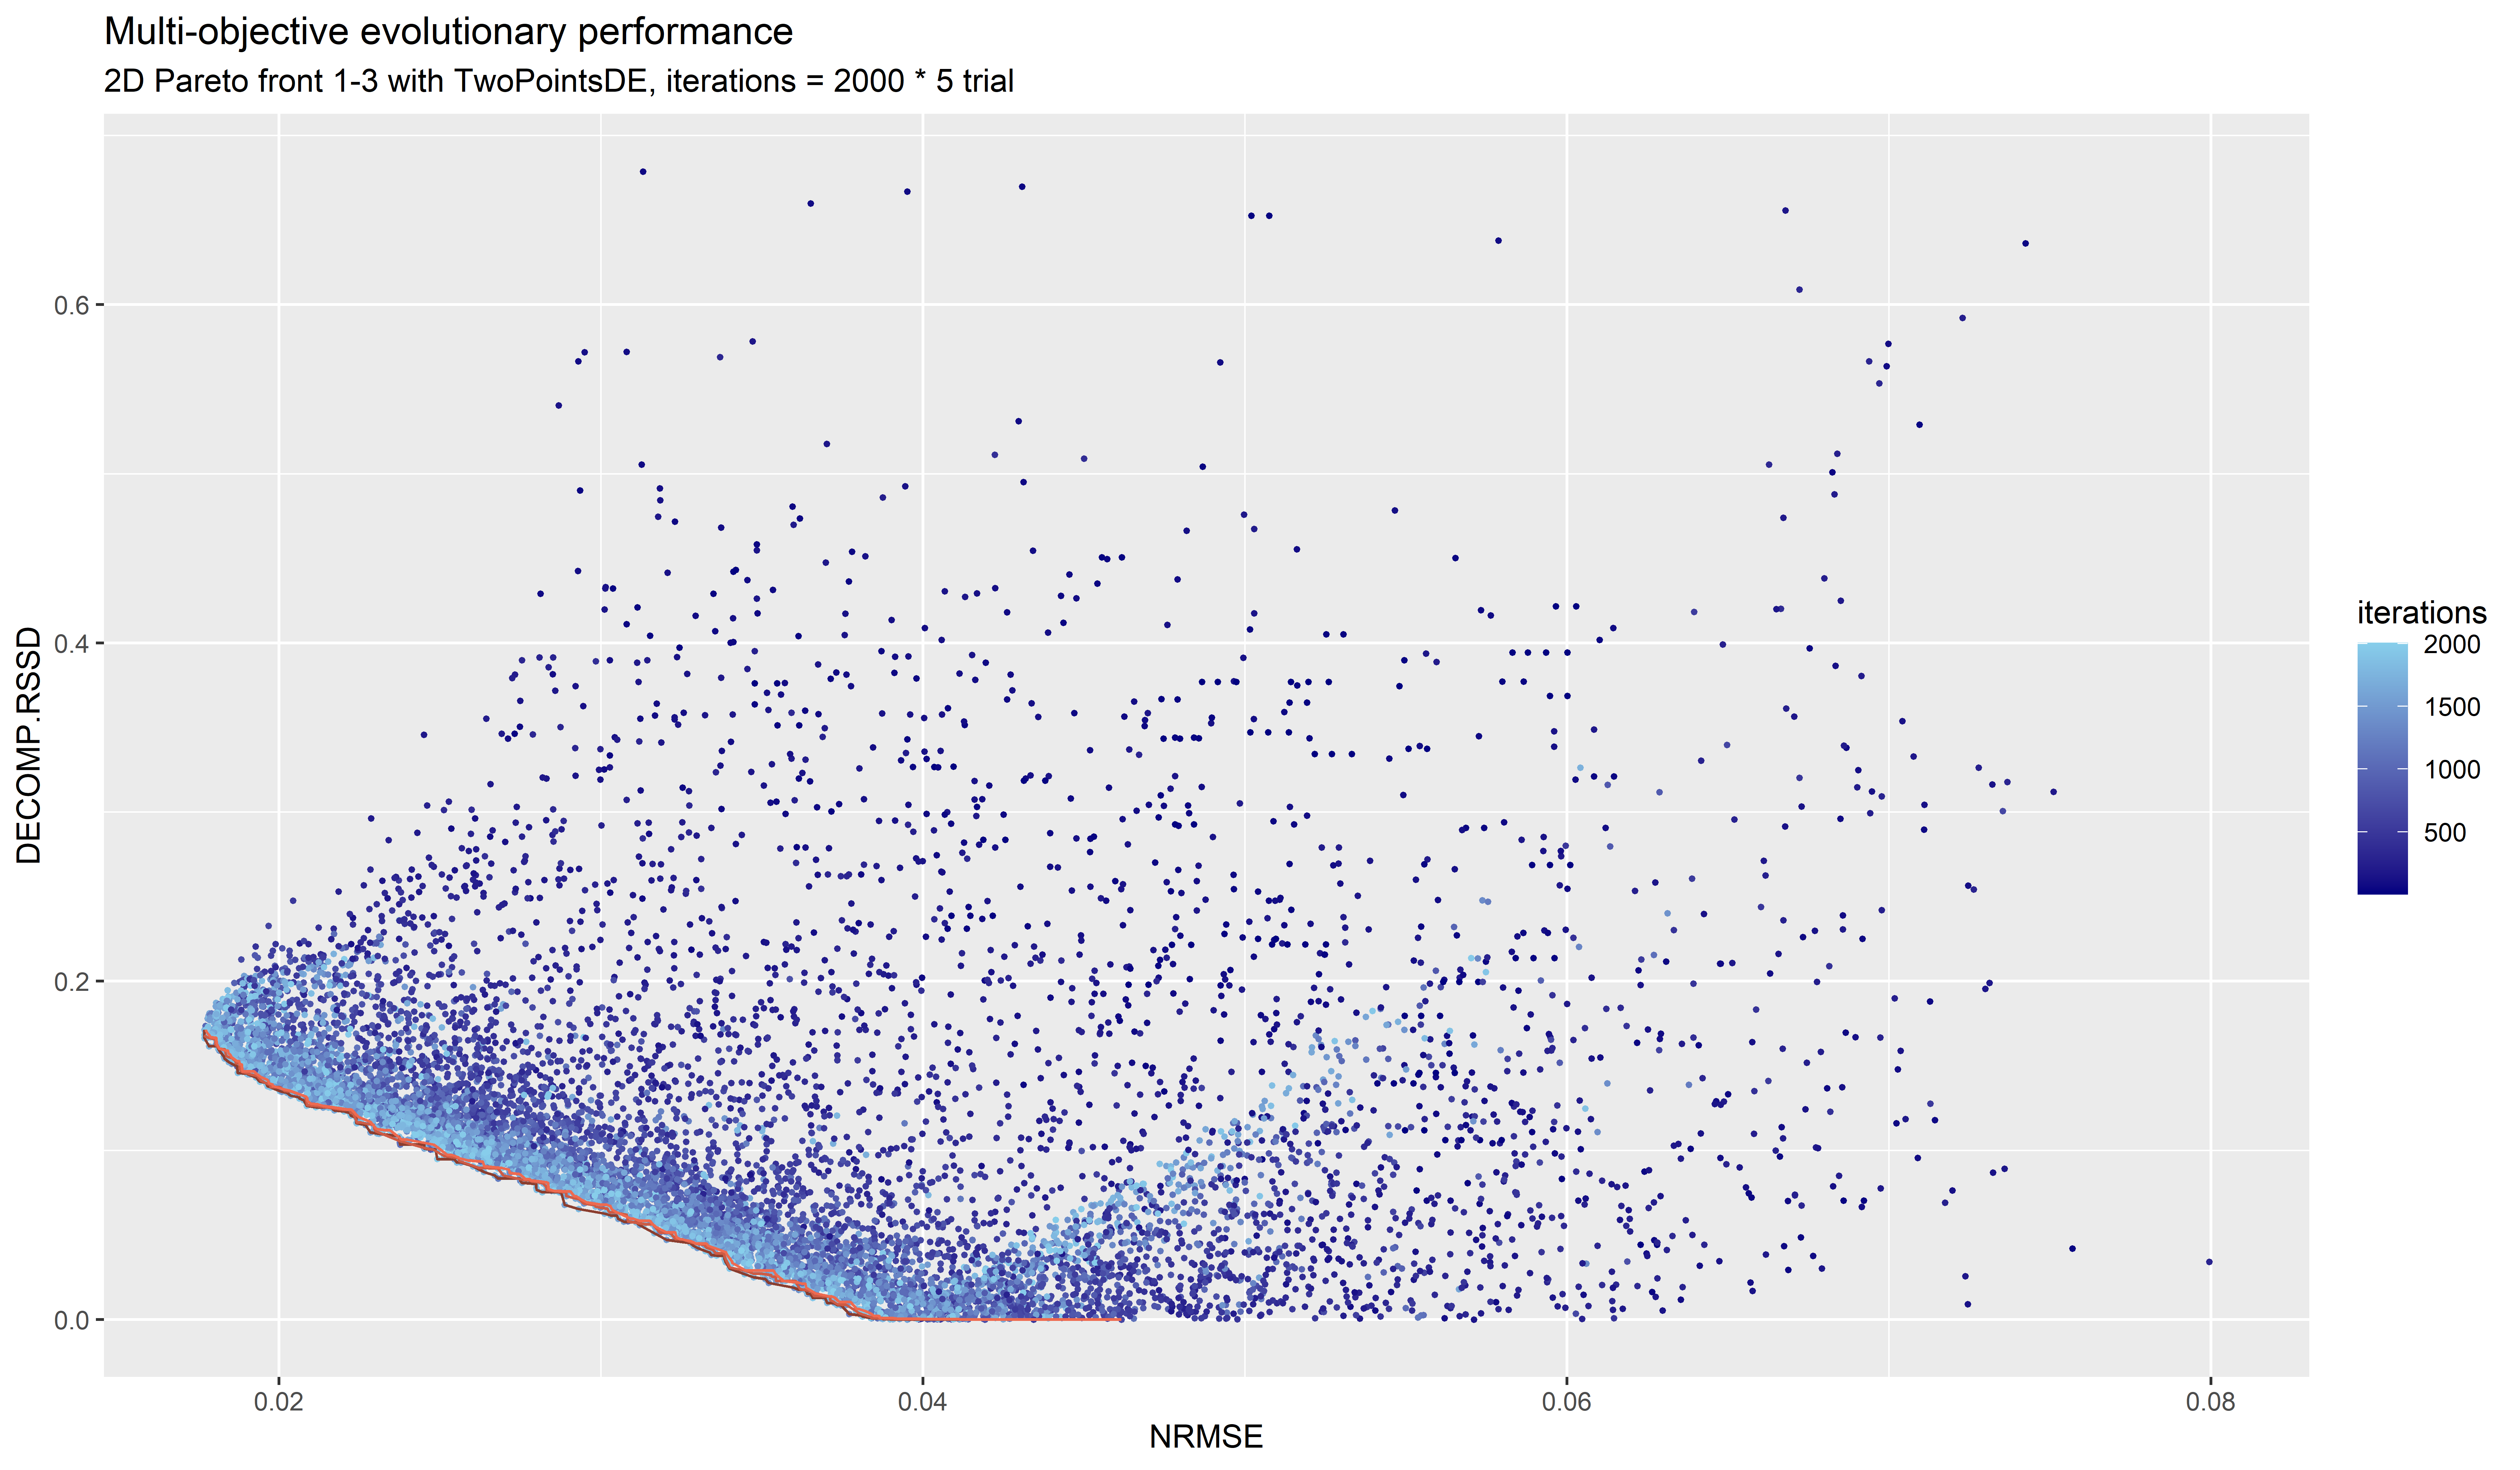 Multi-objective evolutionary performance
2D Pareto front 1-3 with TwoPointsDE, iterations = 2000 * 5 trial
DECOMP.RSSD
0.6
0.4
0.2
0.0
0.02
0.04
0.06
0.08
NRMSE
iterations
2000
1500
1000
500